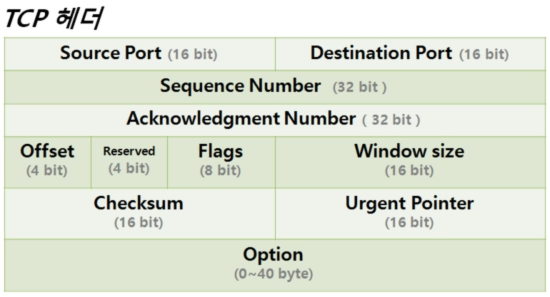 TCP 헤더
Source Port (16 bit) Destination Port (16 bit)
Sequence Number (32 bit )
Acknowledgment Number ( 32 bit )
Offset Reserved Flags Window size
(4 bit) (4 bit) (8 bit) (16 bit)
Checksum Urgent Pointer
(16 bit) (16 bit)
Option
(0~40 byte)